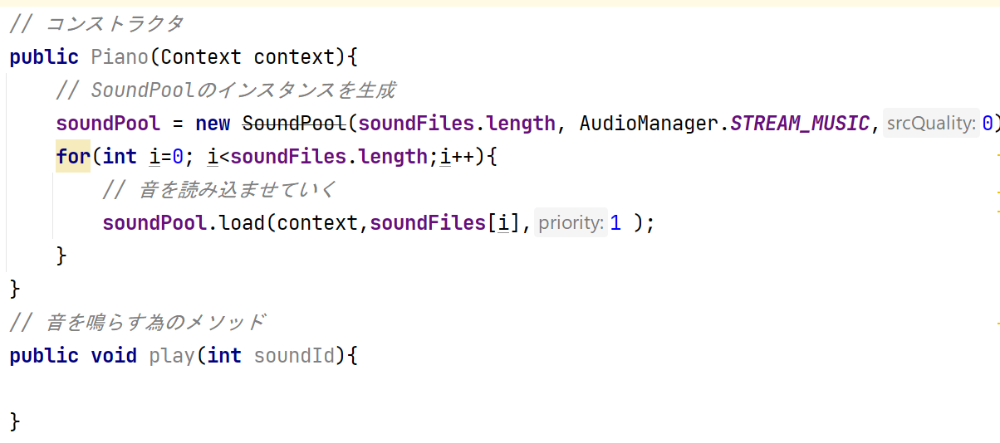 // コンストラクタ
public Piano(Context context){
// SoundPoolのインスタンスを生成
soundPool = new SoundPool(soundFiles.length, AudioManager.STREAM_MUSIC, srcQuality: 0)
for(int i=0; i<soundFiles.length;i++){
// 音を読み込ませていく
soundPool.load(context,soundFiles[i], priority: 1 );
}
}
// 音を鳴らす為のメソッド
public void play(int soundId){
}